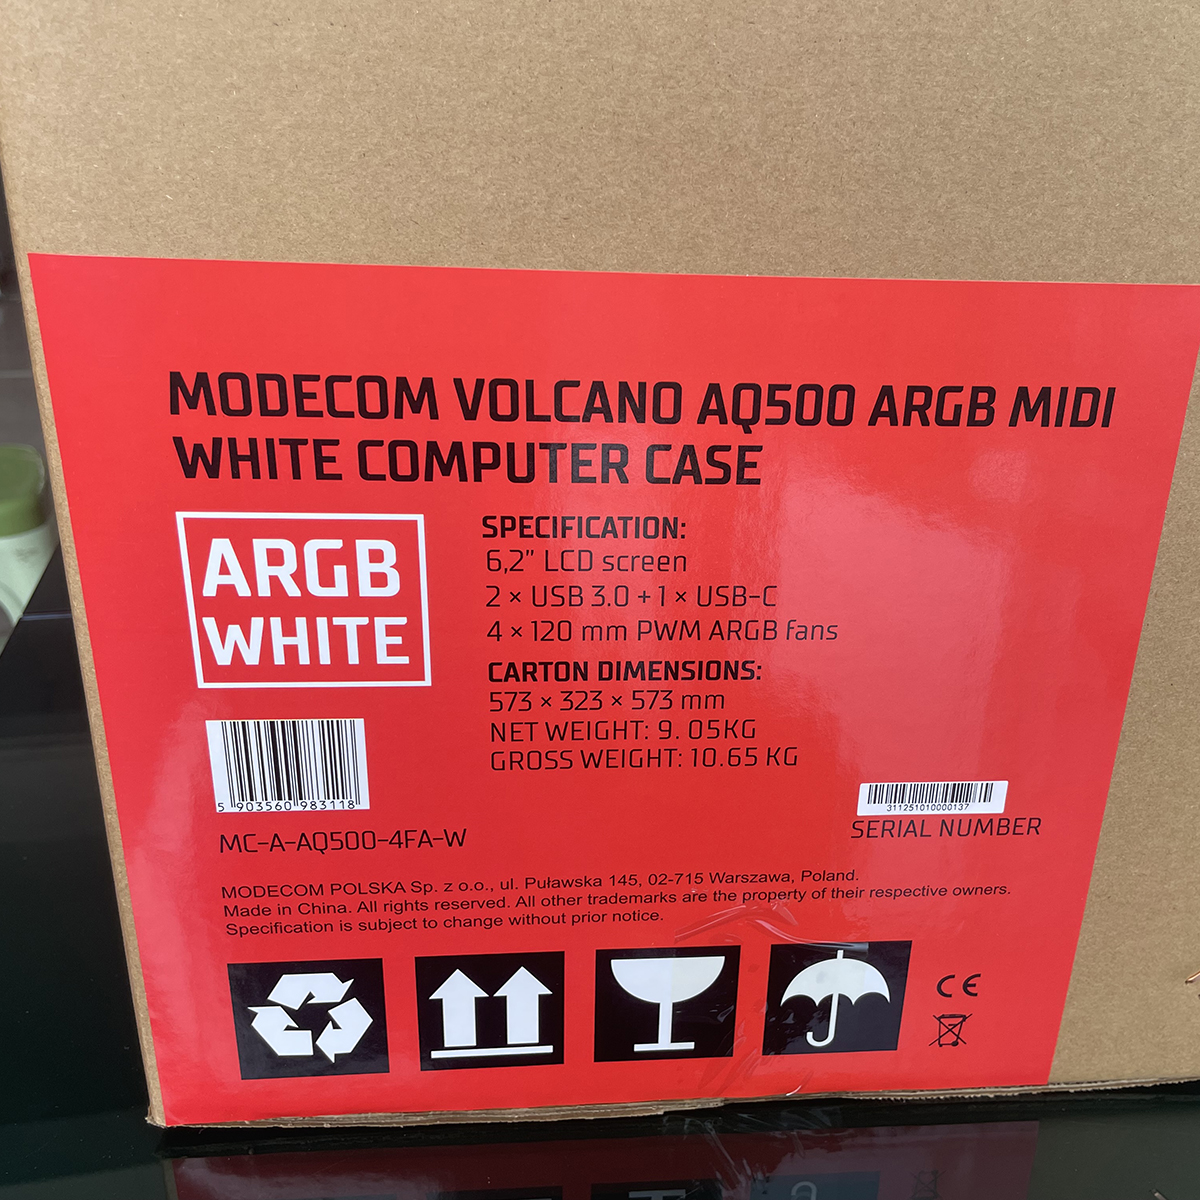 MODECOM VOLCANO AQ500 ARGB MIDI
WHITE COMPUTER CASE
ARGB
WHITE
SPECIFICATION:
6,2” LCD screen
2 × USB 3.0 + 1 × USB-C
4 × 120 mm PWM ARGB fans
CARTON DIMENSIONS:
573 × 323 × 573 mm
NET WEIGHT: 9. 05KG
GROSS WEIGHT: 10.65 KG
5 903560 983118
MC-A-AQ500-4FA-W
311251010000137
SERIAL NUMBER
MODECOM POLSKA Sp. z o.o., ul. Puławska 145, 02-715 Warszawa, Poland.
Made in China. All rights reserved. All other trademarks are the property of their respective owners.
Specification is subject to change without prior notice.
CE